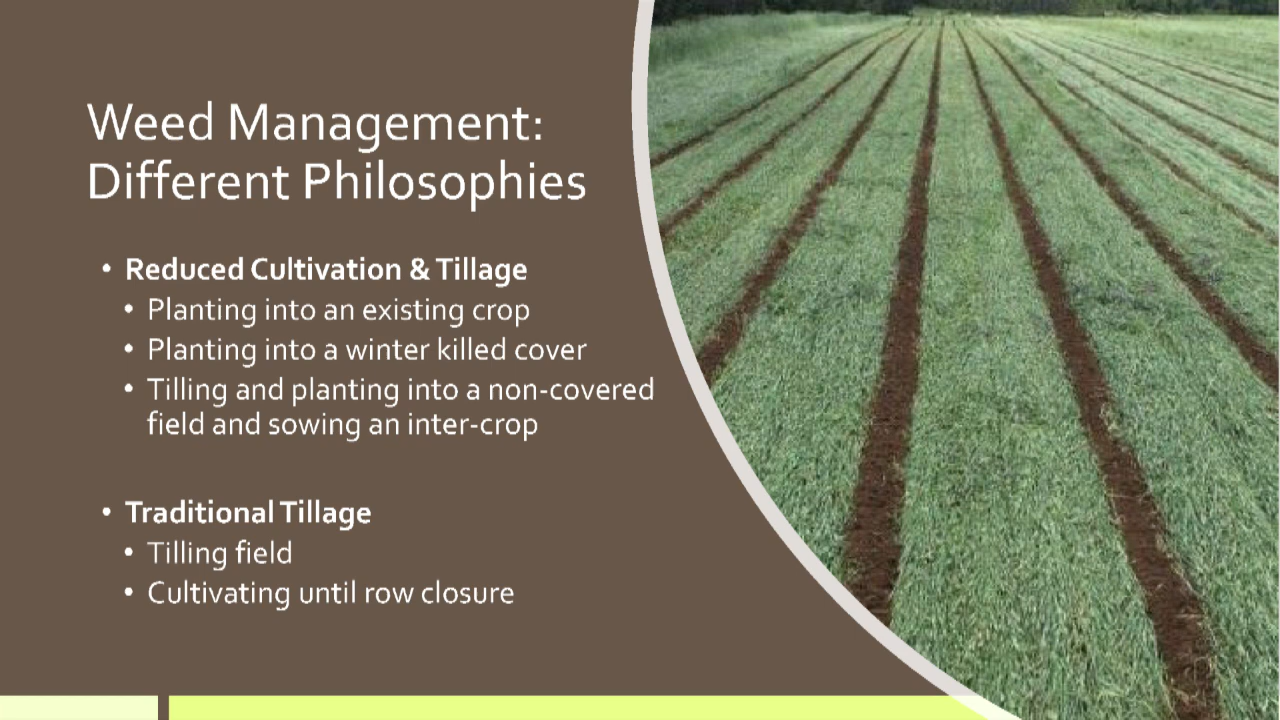 Weed Management:
Different Philosophies
• Reduced Cultivation & Tillage
• Planting into an existing crop
• Planting into a winter killed cover
• Tilling and planting into a non-covered
field and sowing an inter-crop
• Traditional Tillage
• Tilling field
• Cultivating until row closure